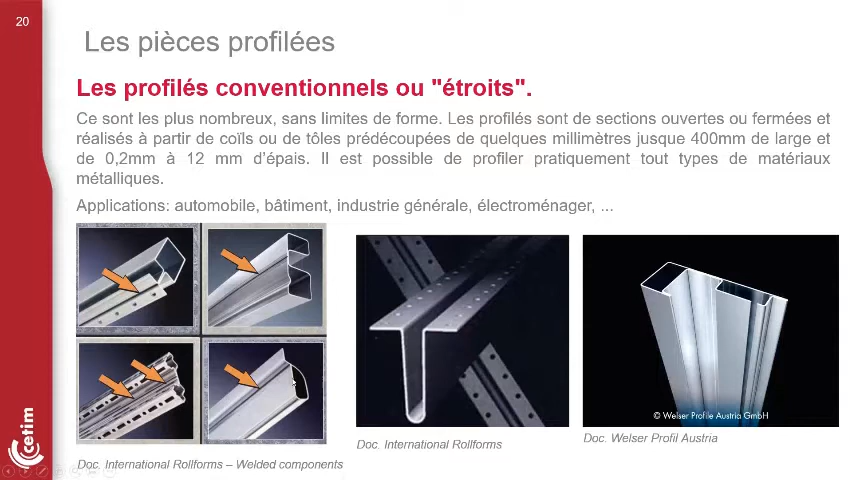 20
Les pièces profilées
Les profilés conventionnels ou "étroits".
Ce sont les plus nombreux, sans limites de forme. Les profilés sont de sections ouvertes ou fermées et
réalisés à partir de coïls ou de tôles prédécoupées de quelques millimètres jusque 400mm de large et
de 0,2mm à 12 mm d'épais. Il est possible de profiler pratiquement tout types de matériaux
métalliques.
Applications: automobile, bâtiment, industrie générale, électroménager, ...
© Welser Profile Austria GmbH
Doc. International Rollforms – Welded components
Doc. International Rollforms
Doc. Welser Profil Austria
cetim